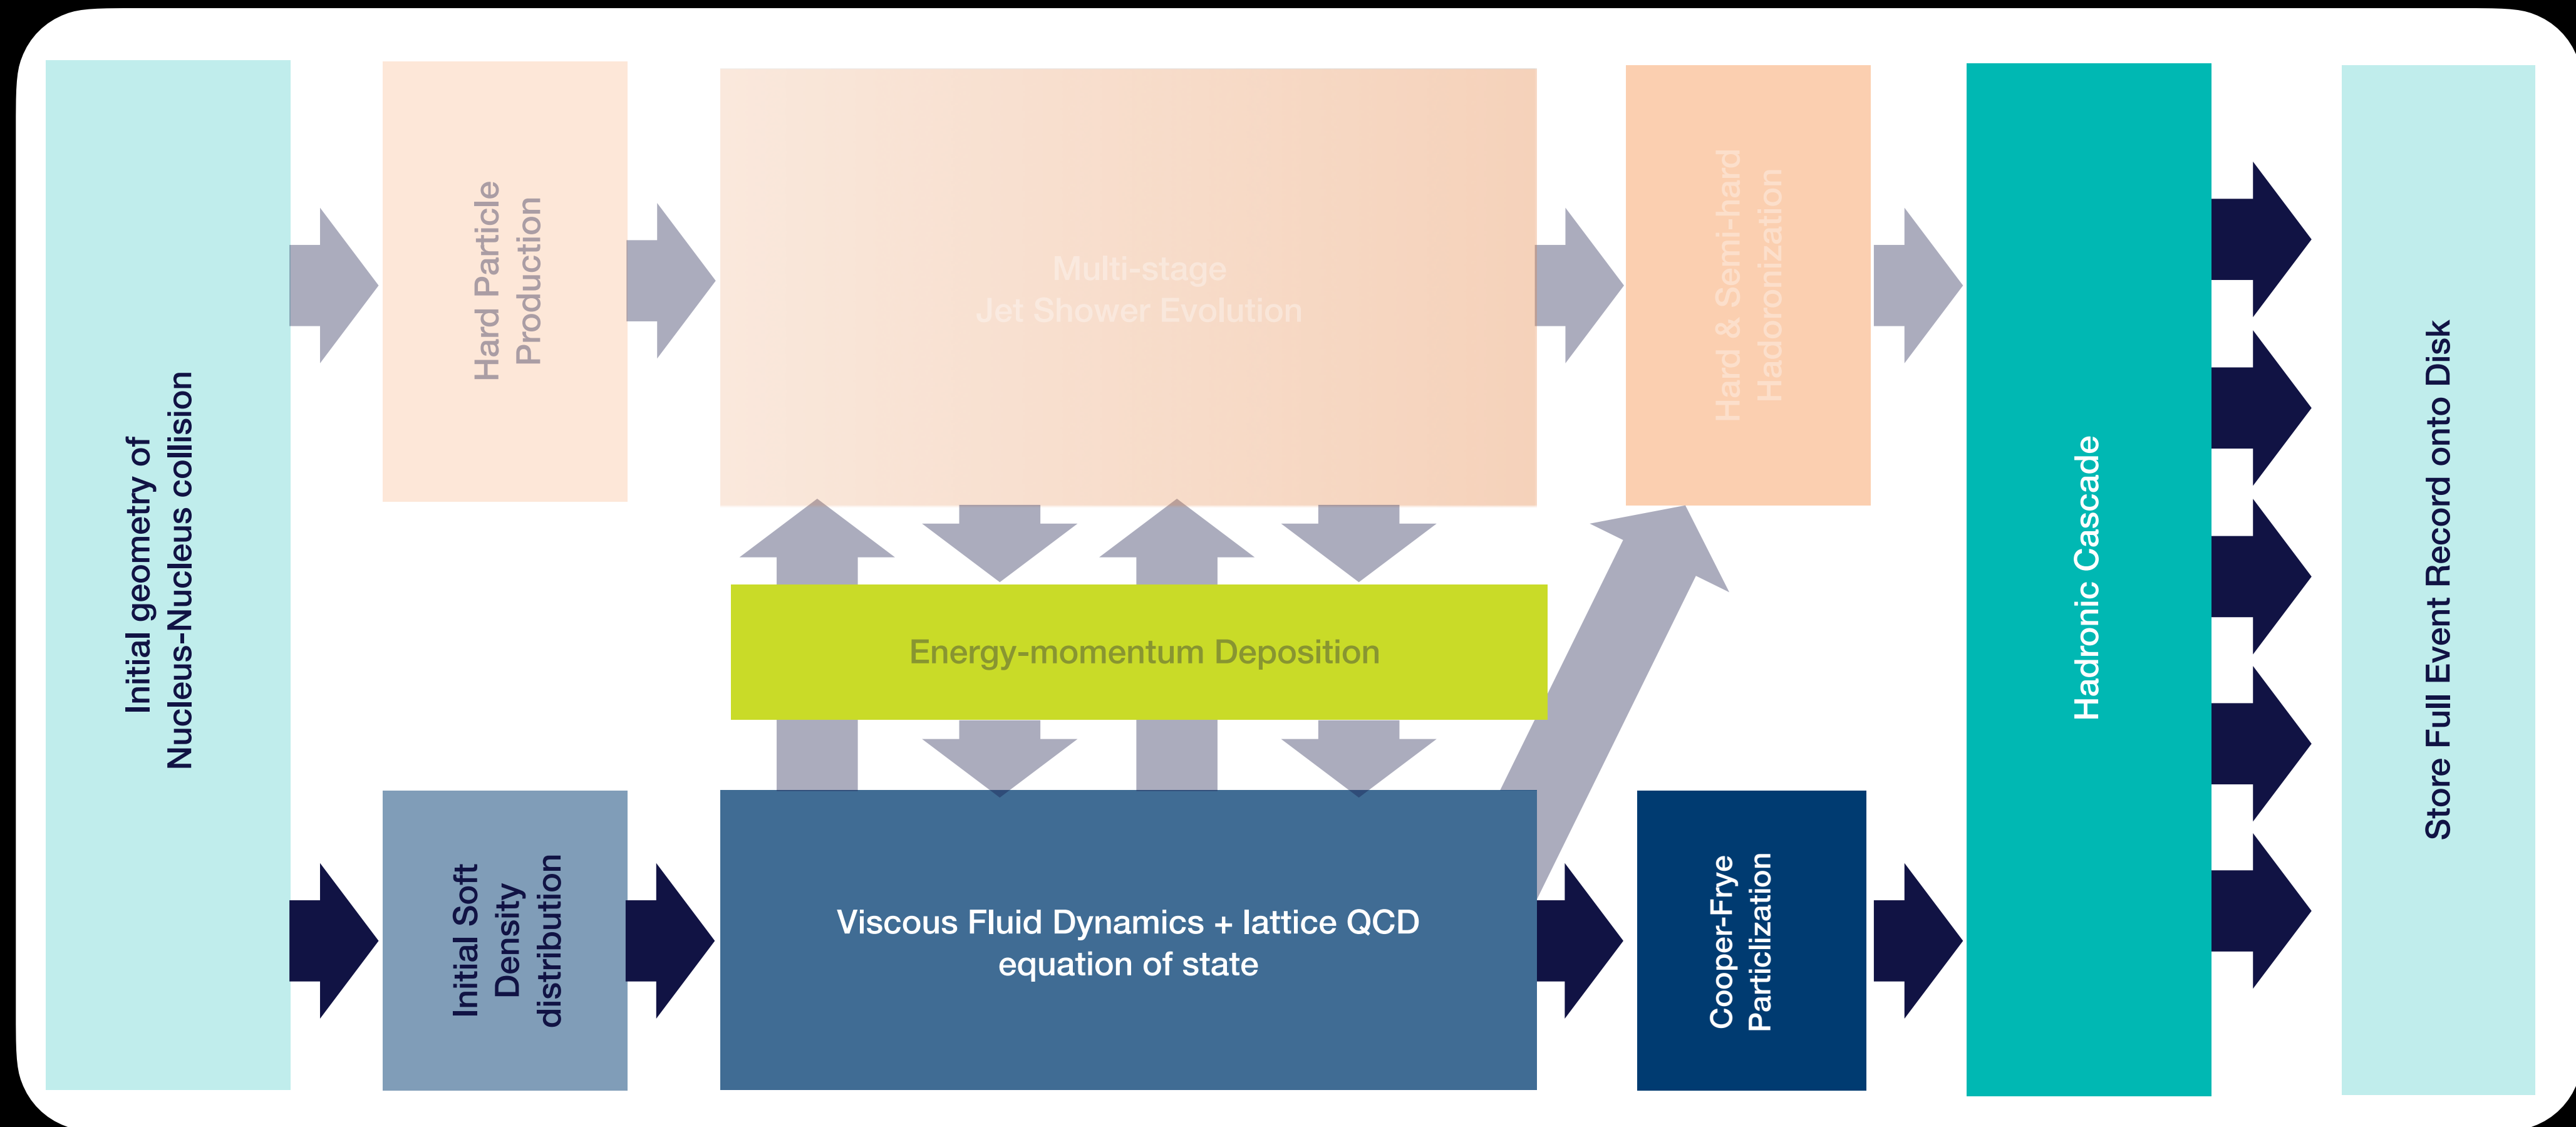 Initial geometry of
Nucleus-Nucleus collision
Hard Particle
Production
Multi-stage
Jet Shower Evolution
Hard & Semi-hard
Hadoronization
Energy-momentum Deposition
Initial Soft
Density
distribution
Viscous Fluid Dynamics + lattice QCD
equation of state
Cooper-Frye
Particlization
Hadronic Cascade
Store Full Event Record onto Disk